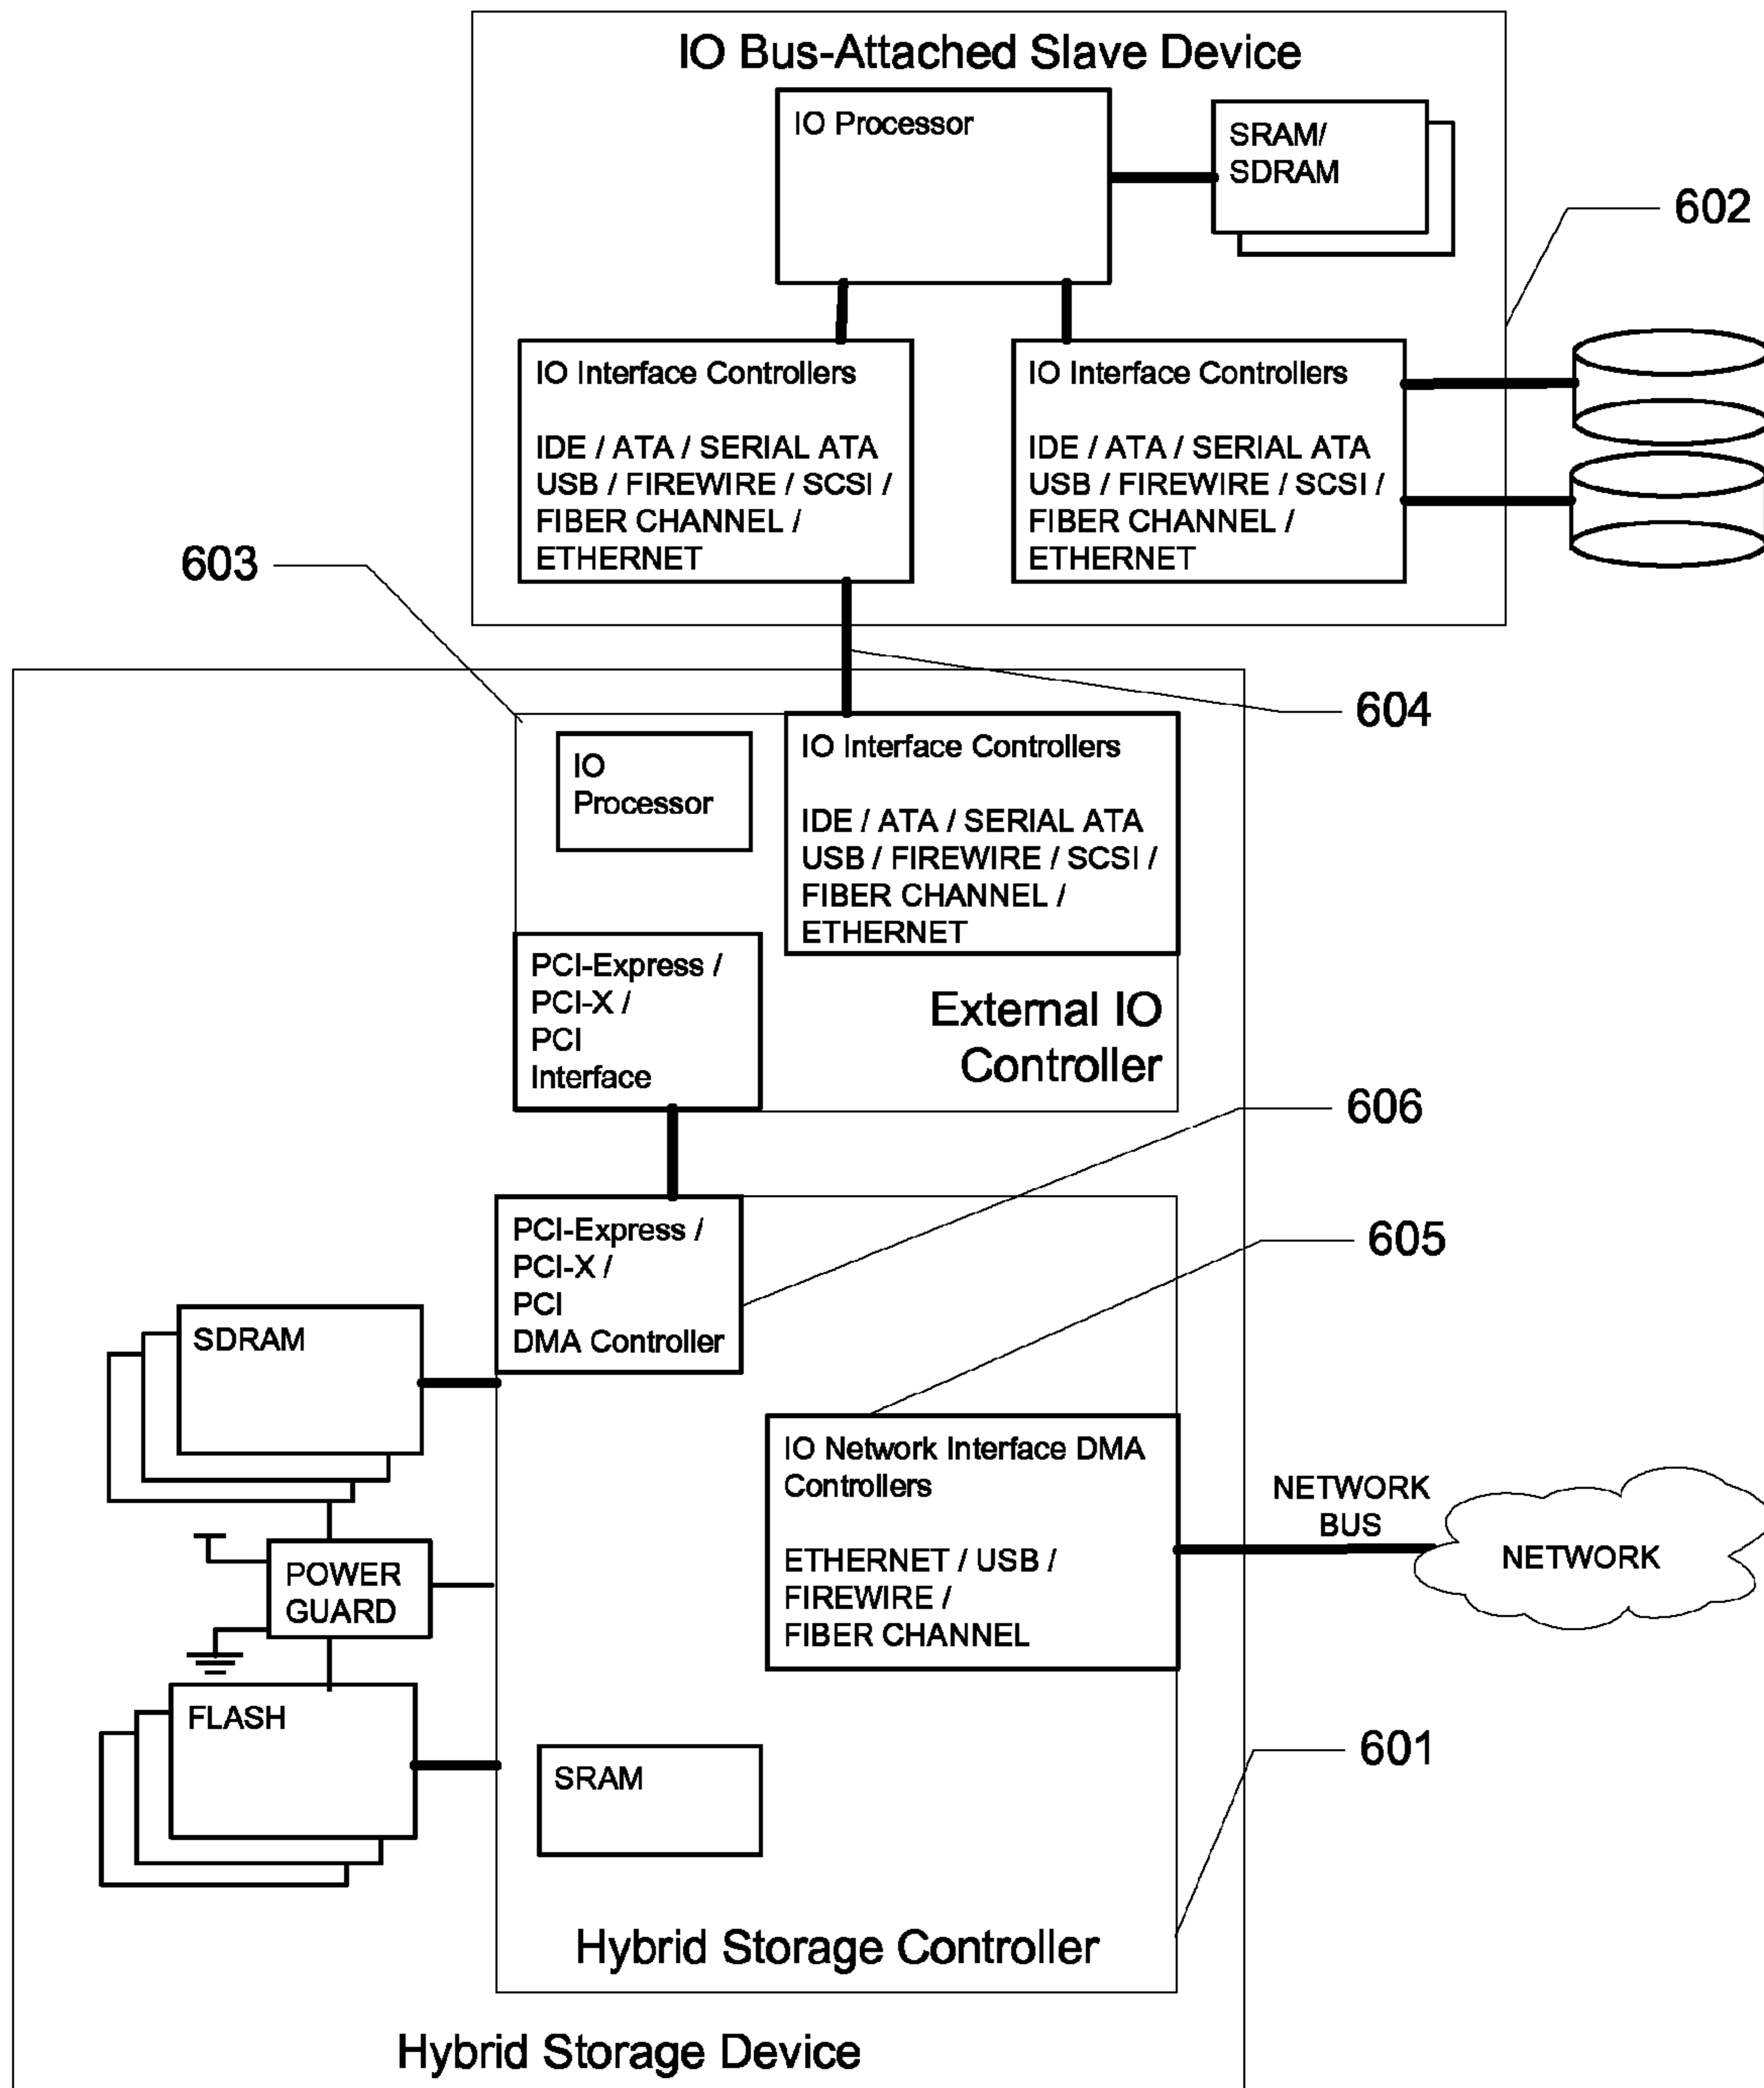 IO Bus-Attached Slave Device
IO Processor
SRAM/
SDRAM
602
IO Interface Controllers
IDE / ATA / SERIAL ATA
USB / FIREWIRE / SCSI /
FIBER CHANNEL /
ETHERNET
IO Interface Controllers
IDE / ATA / SERIAL ATA
USB / FIREWIRE / SCSI /
FIBER CHANNEL /
ETHERNET
603
604
IO
Processor
IO Interface Controllers
IDE / ATA / SERIAL ATA
USB / FIREWIRE / SCSI /
FIBER CHANNEL /
ETHERNET
PCI-Express /
PCI-X /
PCI
Interface
External IO
Controller
606
PCI-Express /
PCI-X /
PCI
DMA Controller
605
SDRAM
IO Network Interface DMA
Controllers
ETHERNET / USB /
FIREWIRE /
FIBER CHANNEL
NETWORK
BUS
NETWORK
POWER
GUARD
FLASH
SRAM
601
Hybrid Storage Controller
Hybrid Storage Device